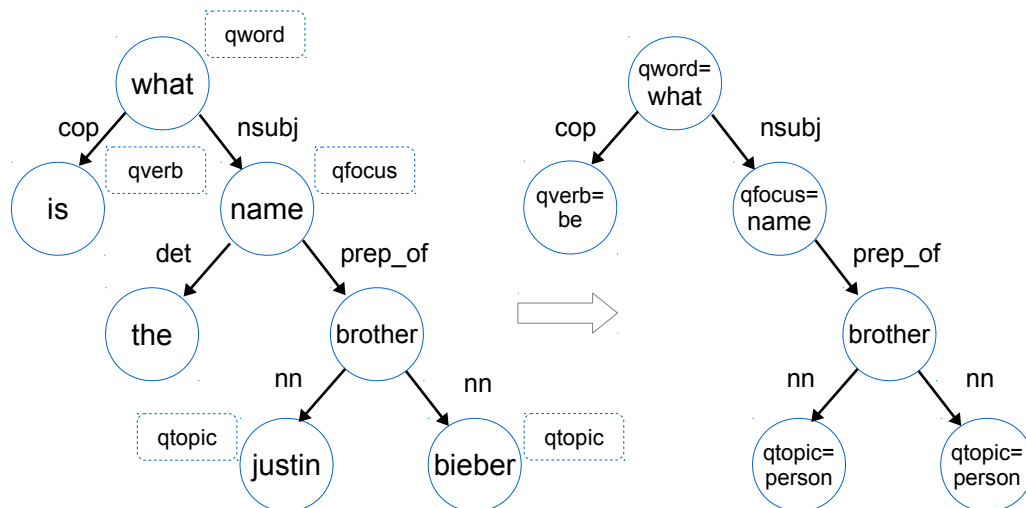 qword
what
cop
nsubj
qverb
qfocus
is
name
det
prep_of
the
brother
nn
nn
qtopic
qtopic
justin
bieber
qword=
what
cop
nsubj
qverb=
be
qfocus=
name
prep_of
brother
nn
nn
qtopic=
person
qtopic=
person